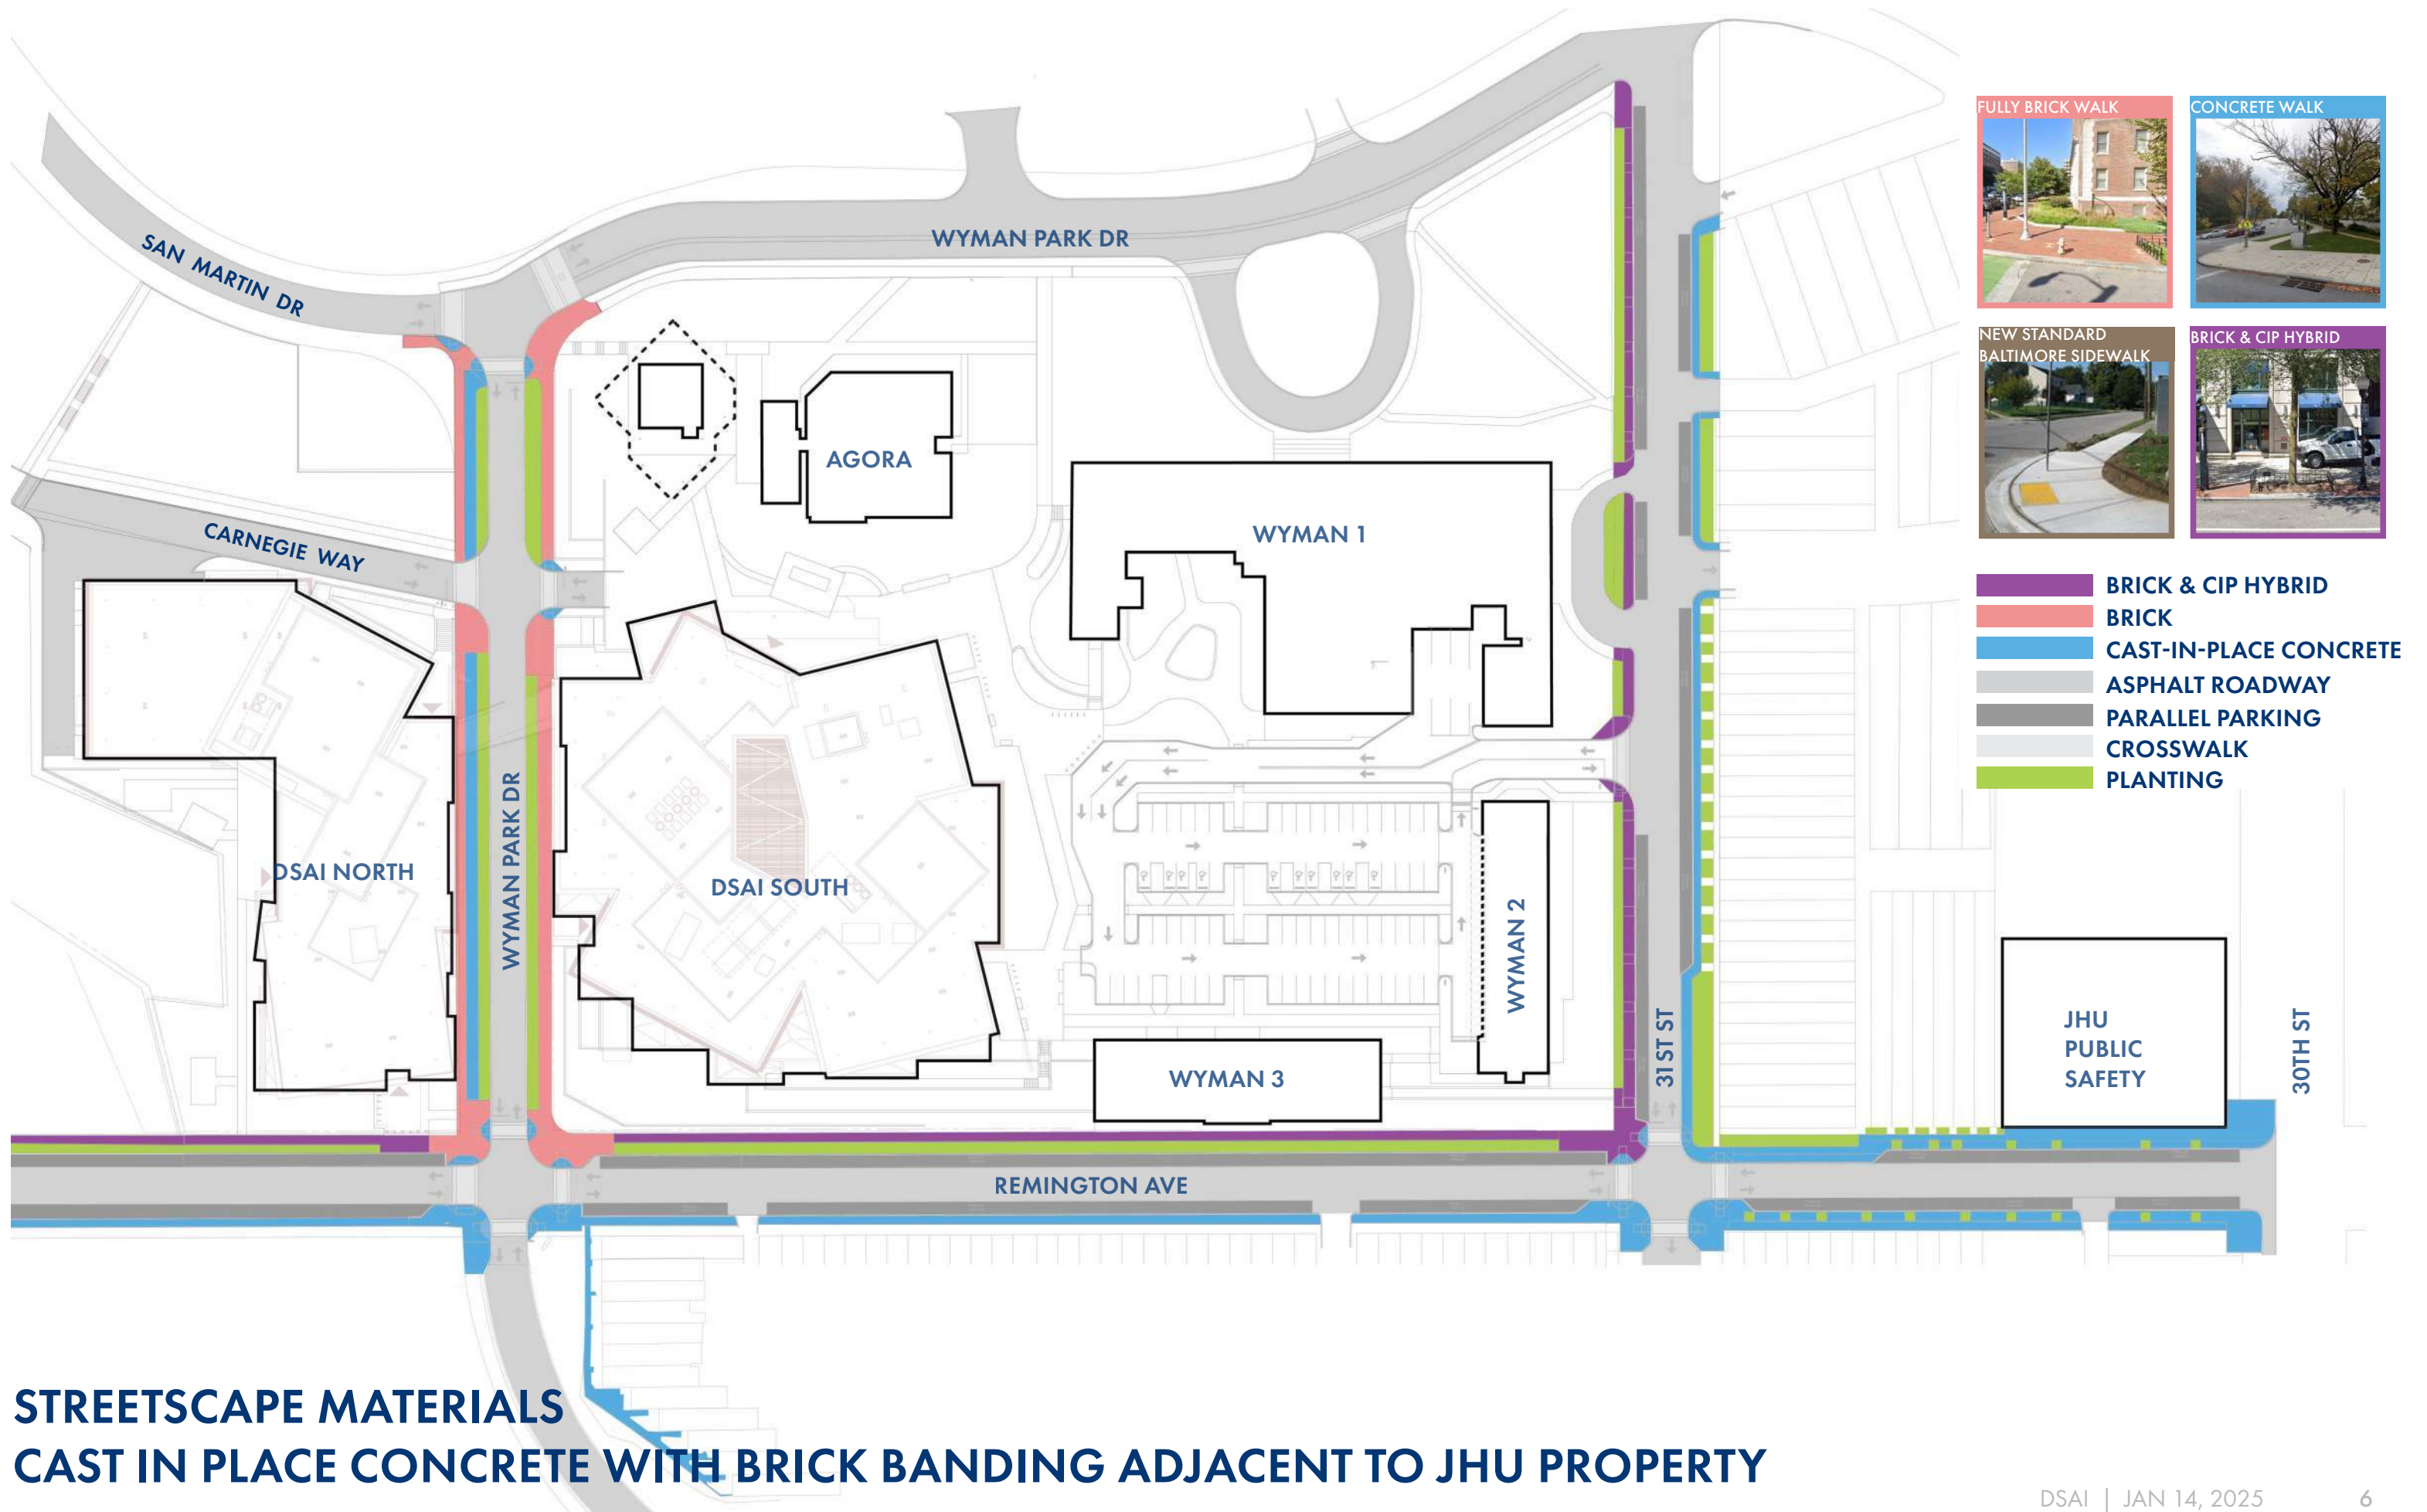 FULLY BRICK WALK
CONCRETE WALK
NEW STANDARD
BALTIMORE SIDEWALK
BRICK & CIP HYBRID
BRICK & CIP HYBRID
BRICK
CAST-IN-PLACE CONCRETE
ASPHALT ROADWAY
PARALLEL PARKING
CROSSWALK
PLANTING
SAN MARTIN DR
WYMAN PARK DR
AGORA
WYMAN 1
CARNEGIE WAY
DSAI NORTH
WYMAN PARK DR
DSAI SOUTH
WYMAN 2
WYMAN 3
31ST ST
JHU
PUBLIC
SAFETY
30TH ST
REMINGTON AVE
STREETSCAPE MATERIALS
CAST IN PLACE CONCRETE WITH BRICK BANDING ADJACENT TO JHU PROPERTY
DSAI | JAN 14, 2025 6